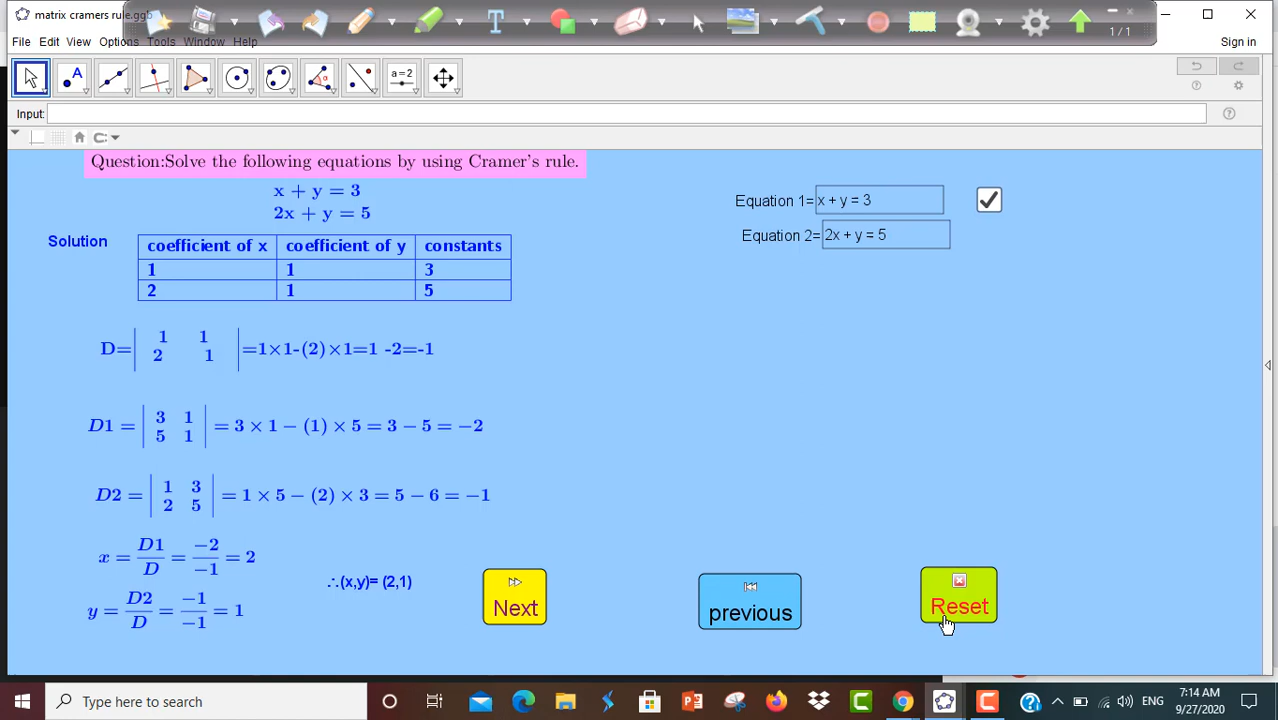 matrix cramers rule.ggb
1/1
File Edit View Options Tools Window Help
Sign in
A
a=2
Input:
Question:Solve the following equations by using Cramer's rule.
x + y = 3
2x + y = 5
Equation 1= x + y = 3
Equation 2= 2x + y = 5
Solution
coefficient of x coefficient of y constants
1 1 3
2 1 5
D=| 1 1
2 1 |=1×1-(2)×1=1 -2=-1
D1 = | 3 1
5 1 | = 3 × 1 − (1) × 5 = 3 − 5 = −2
D2 = | 1 3
2 5 | = 1 × 5 − (2) × 3 = 5 − 6 = −1
x = D1/D = −2/−1 = 2
∴(x,y)= (2,1)
y = D2/D = −1/−1 = 1
Next
previous
Reset
Type here to search
ENG
7:14 AM
9/27/2020